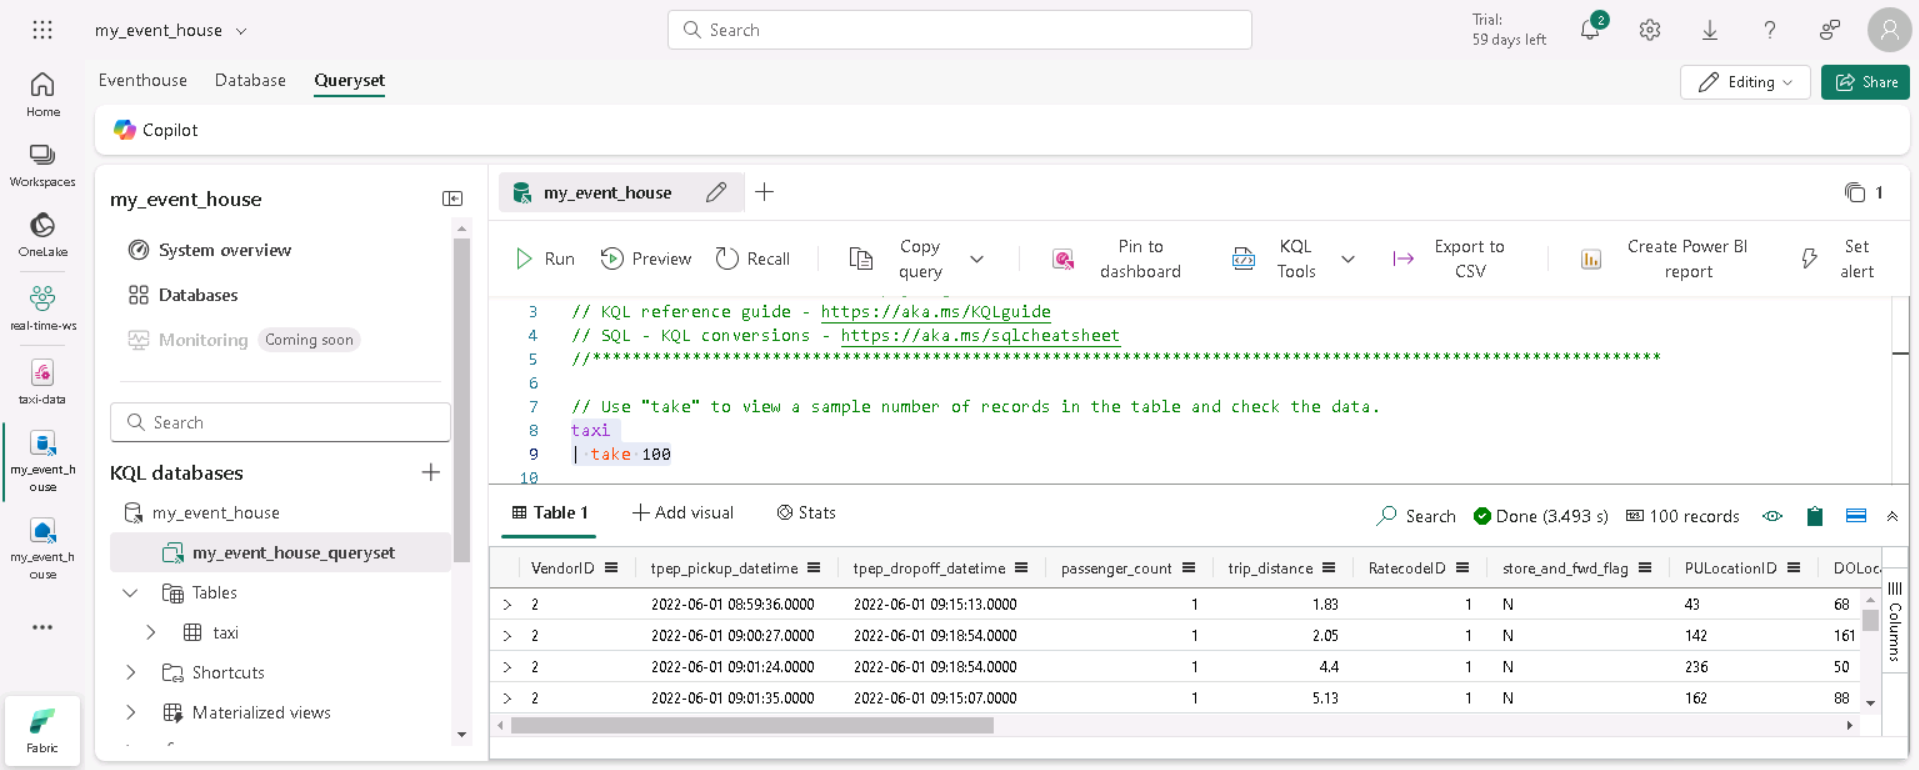 my_event_house
Search
Trial:
59 days left
2
Home
Workspaces
OneLake
real-time-ws
taxi-data
my_event_h
ouse
my_event_h
ouse
Fabric
Eventhouse Database Queryset
Editing
Share
Copilot
my_event_house
System overview
Databases
Monitoring Coming soon
Search
KQL databases
my_event_house
my_event_house_queryset
Tables
taxi
Shortcuts
Materialized views
my_event_house
1
Run Preview Recall
Copy
query
Pin to
dashboard
KQL
Tools
Export to
CSV
Create Power BI
report
Set
alert
3 // KQL reference guide - https://aka.ms/KQLguide
4 // SQL - KQL conversions - https://aka.ms/sqlcheatsheet
5 //***********************************************************************************************************
6
7 // Use "take" to view a sample number of records in the table and check the data.
8 taxi
9 | take 100
10
Table 1 Add visual Stats
Search Done (3.493 s) 100 records
VendorID tpep_pickup_datetime tpep_dropoff_datetime passenger_count trip_distance RatecodeID store_and_fwd_flag PULocationID DOLoc
2 2022-06-01 08:59:36.0000 2022-06-01 09:15:13.0000 1 1.83 1 N 43 68
2 2022-06-01 09:00:27.0000 2022-06-01 09:18:54.0000 1 2.05 1 N 142 161
2 2022-06-01 09:01:24.0000 2022-06-01 09:18:54.0000 1 4.4 1 N 236 50
2 2022-06-01 09:01:35.0000 2022-06-01 09:15:07.0000 1 5.13 1 N 162 88
Columns